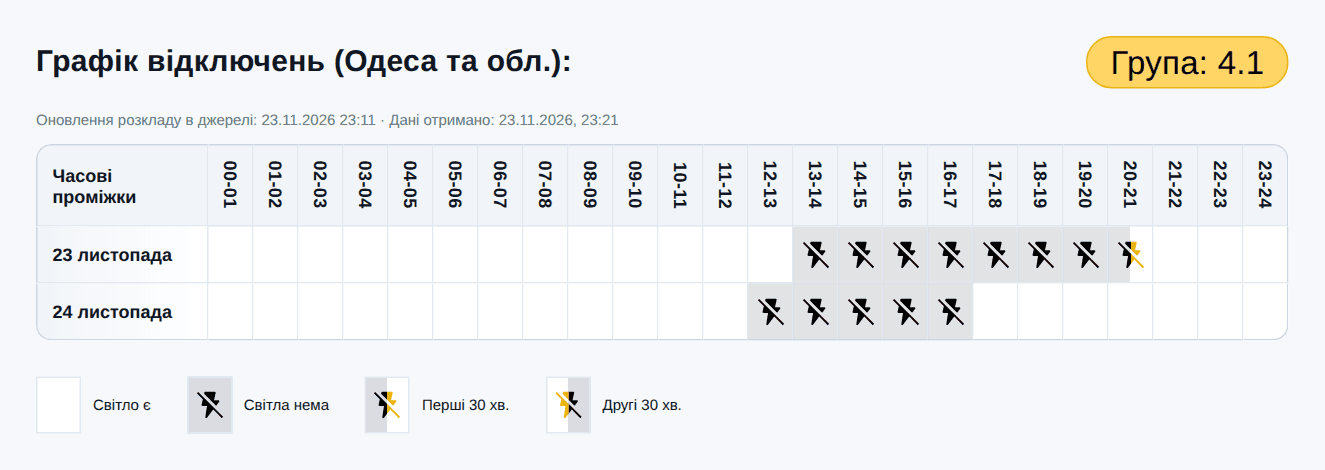 Графік відключень (Одеса та обл.):
Група: 4.1
Оновлення розкладу в джерелі: 23.11.2026 23:11 · Дані отримано: 23.11.2026, 23:21
Часові
проміжки
00-01
01-02
02-03
03-04
04-05
05-06
06-07
07-08
08-09
09-10
10-11
11-12
12-13
13-14
14-15
15-16
16-17
17-18
18-19
19-20
20-21
21-22
22-23
23-24
23 листопада
24 листопада
Світло є
Світла нема
Перші 30 хв.
Другі 30 хв.